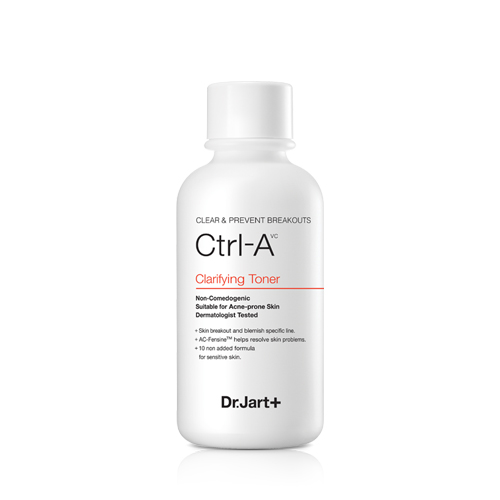 CLEAR & PREVENT BREAKOUTS
Ctrl-A VC
Clarifying Toner
Non-Comedogenic
Suitable for Acne-prone Skin
Dermatologist Tested
+ Skin breakout and blemish specific line.
+ AC-Fensine™ helps resolve skin problems.
+ 10 non added formula
for sensitive skin.
Dr.Jart+